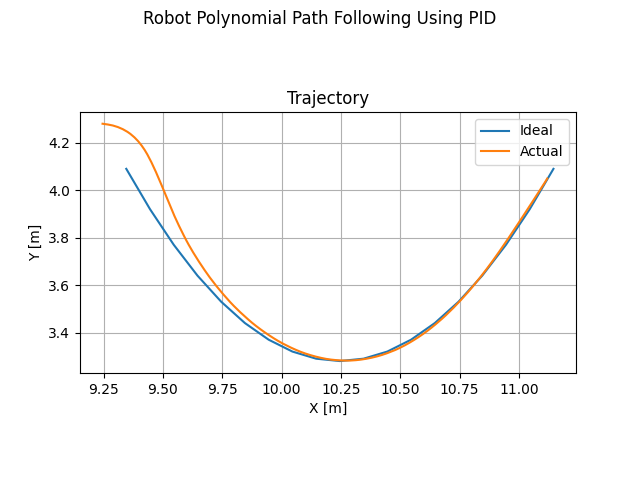 Robot Polynomial Path Following Using PID
Trajectory
Ideal
Actual
Y [m]
4.2
4.0
3.8
3.6
3.4
9.25 9.50 9.75 10.00 10.25 10.50 10.75 11.00
X [m]